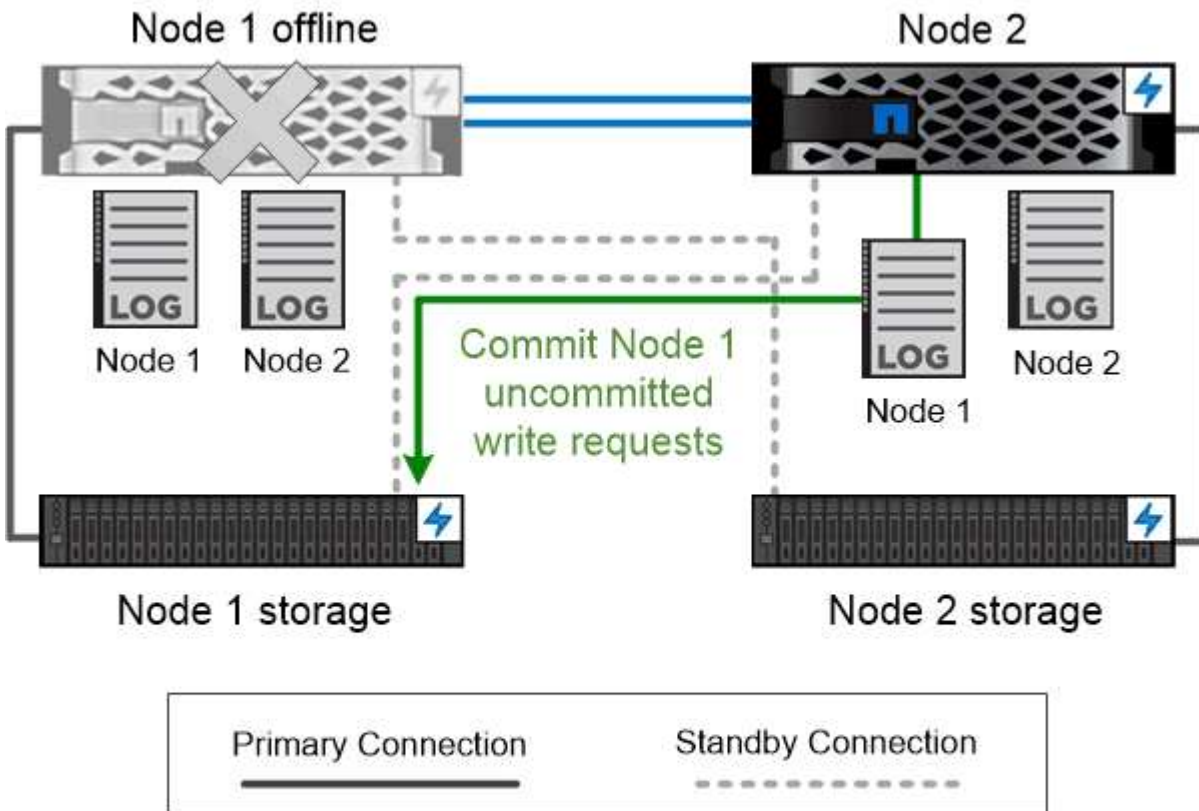 Node 1 offline
Node 2
LOG
LOG
LOG
LOG
Node 1
Node 2
Node 1
Node 2
Commit Node 1
uncommitted
write requests
Node 1 storage
Node 2 storage
Primary Connection
Standby Connection